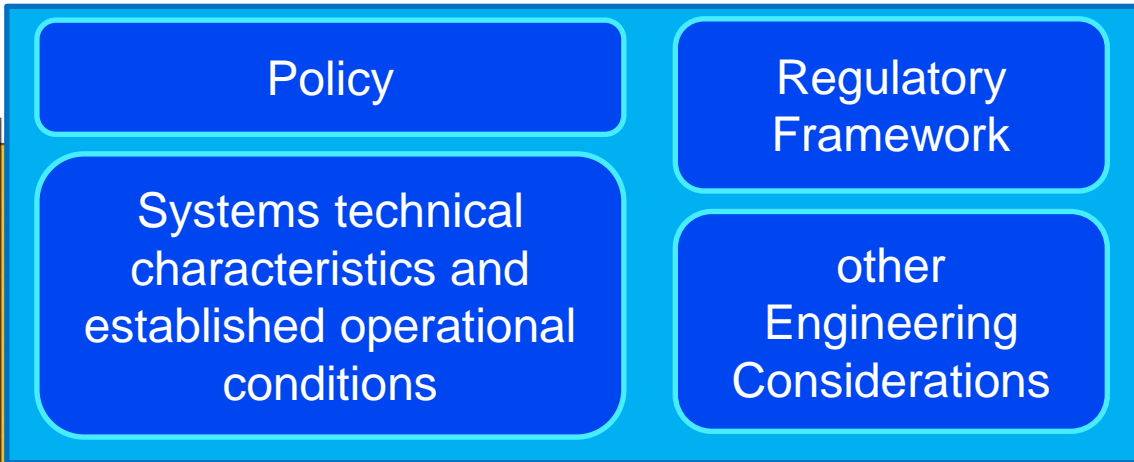 Policy
Systems technical
characteristics and
established operational
conditions
Regulatory
Framework
other
Engineering
Considerations